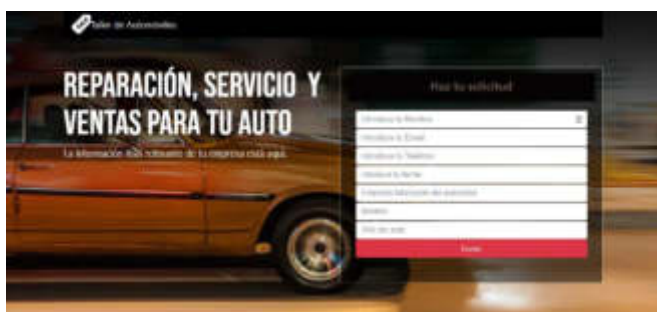 Taller de Automóviles
REPARACIÓN, SERVICIO Y
VENTAS PARA TU AUTO
La información más relevante de tu empresa está aquí.
Haz tu solicitud
Introduce tu Nombre
Introduce tu Email
Introduce tu Teléfono
Enviar